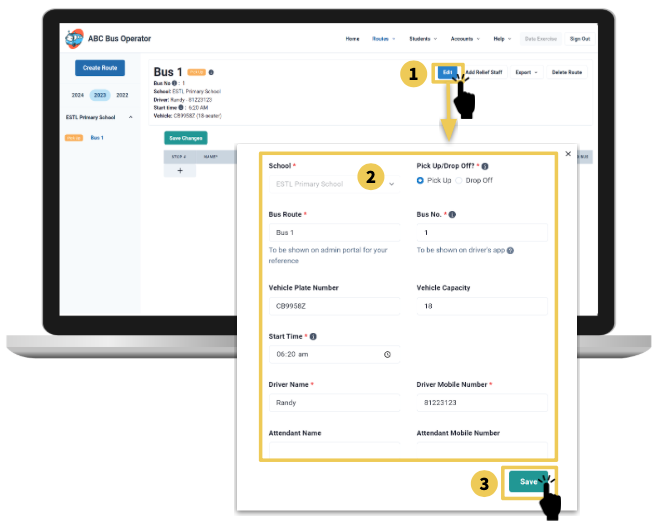 ABC Bus Operator
Home Routes Students Accounts Help Data Exercise Sign Out
Create Route
2024 2023 2022
ESTL Primary School
Bus 1
Bus 1
Bus No : 1
School: ESTL Primary School
Driver: Randy - 81223123
Start time : 6:20 AM
Vehicle: CB9958Z (18 seater)
1
Edit Add Relief Staff Export Delete Route
Save Changes
STOP # NAME*
+
2
School *
ESTL Primary School
Pick Up/Drop Off? *
Pick Up Drop Off
Bus Route *
Bus 1
To be shown on admin portal for your
reference
Bus No. *
1
To be shown on driver's app
Vehicle Plate Number
CB9958Z
Vehicle Capacity
18
Start Time *
06:20 am
Driver Name *
Randy
Driver Mobile Number *
81223123
Attendant Name
Attendant Mobile Number
3
Save